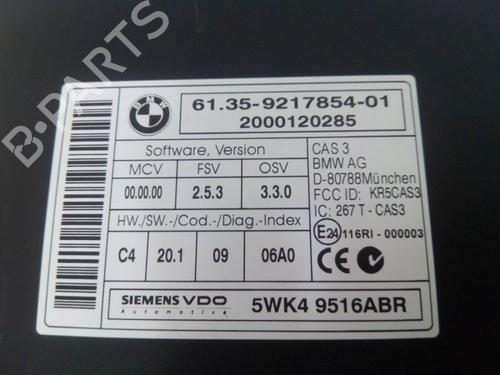 B-PARTS
BMW
61.35-9217854-01
2000120285
Software, Version
MCV FSV OSV
00.00.00 2.5.3 3.3.0
HW./SW.-/Cod.-/Diag.-Index
C4 20.1 09 06A0
CAS 3
BMW AG
D-80788München
FCC ID: KR5CAS3
IC: 267 T - CAS3
E24 116RI - 000003
CE
SIEMENS VDO
Automotive
5WK4 9516ABR